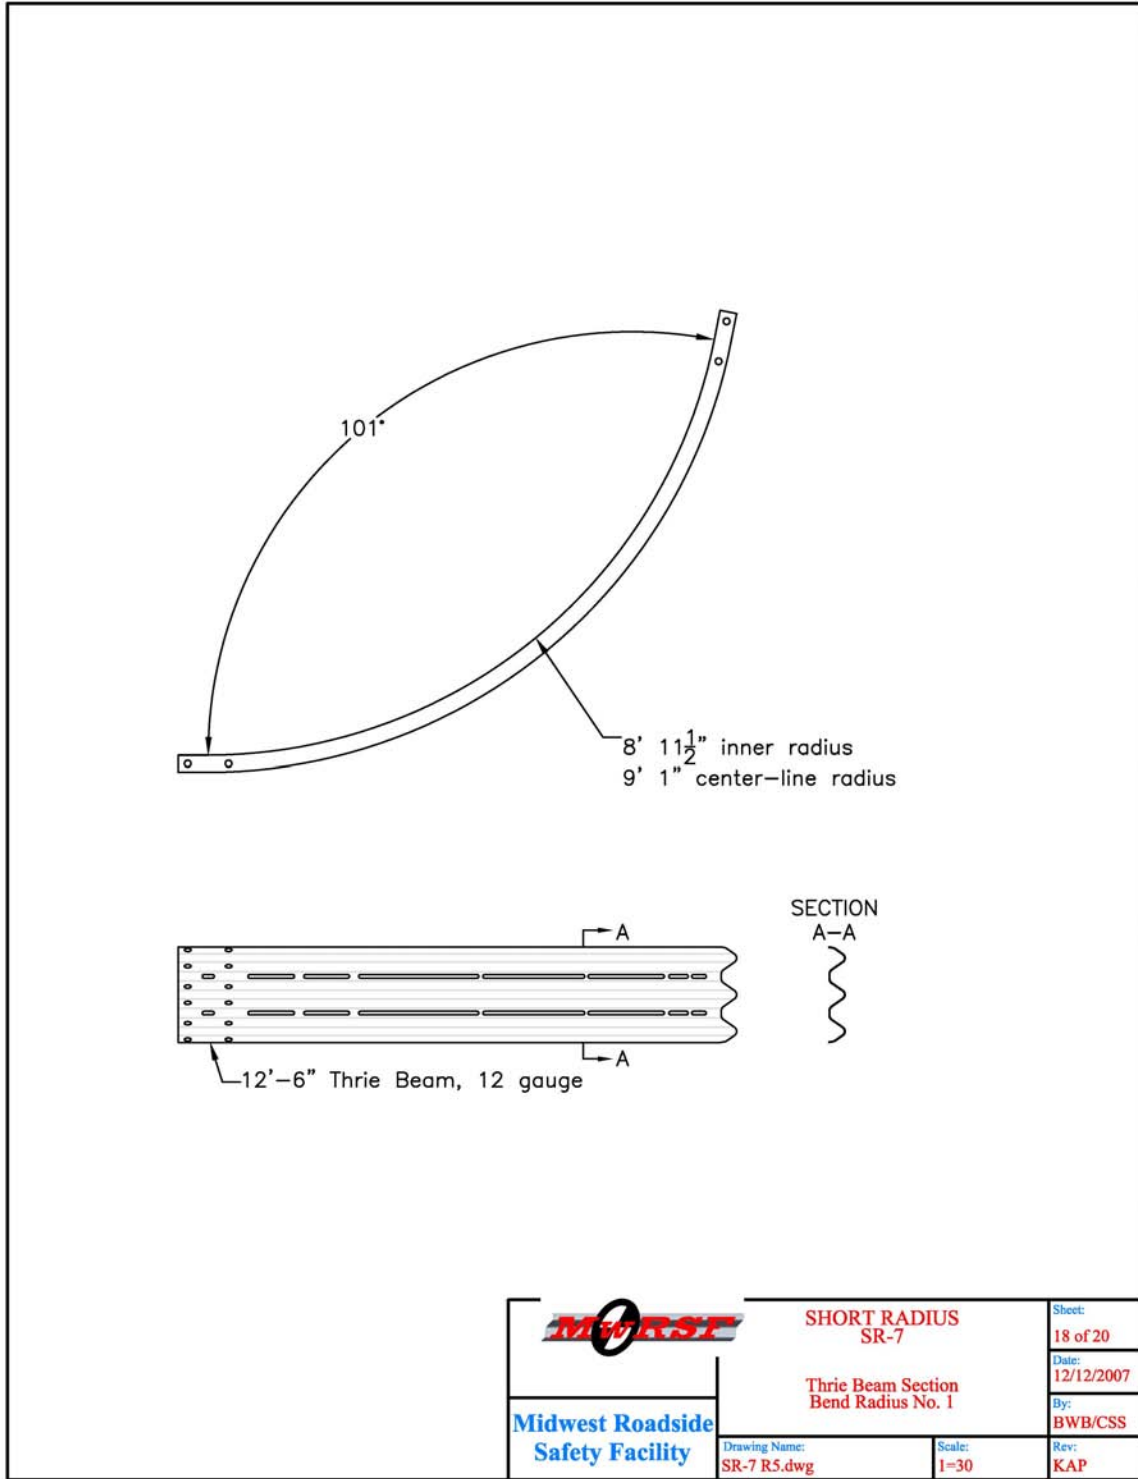 101°
8' 11 1/2" inner radius
9' 1" center-line radius
SECTION
A-A
A
A
12'-6" Thrie Beam, 12 gauge
MwRSF
Midwest Roadside
Safety Facility
SHORT RADIUS
SR-7
Thrie Beam Section
Bend Radius No. 1
Drawing Name:
SR-7 R5.dwg
Scale:
1=30
Sheet:
18 of 20
Date:
12/12/2007
By:
BWB/CSS
Rev:
KAP